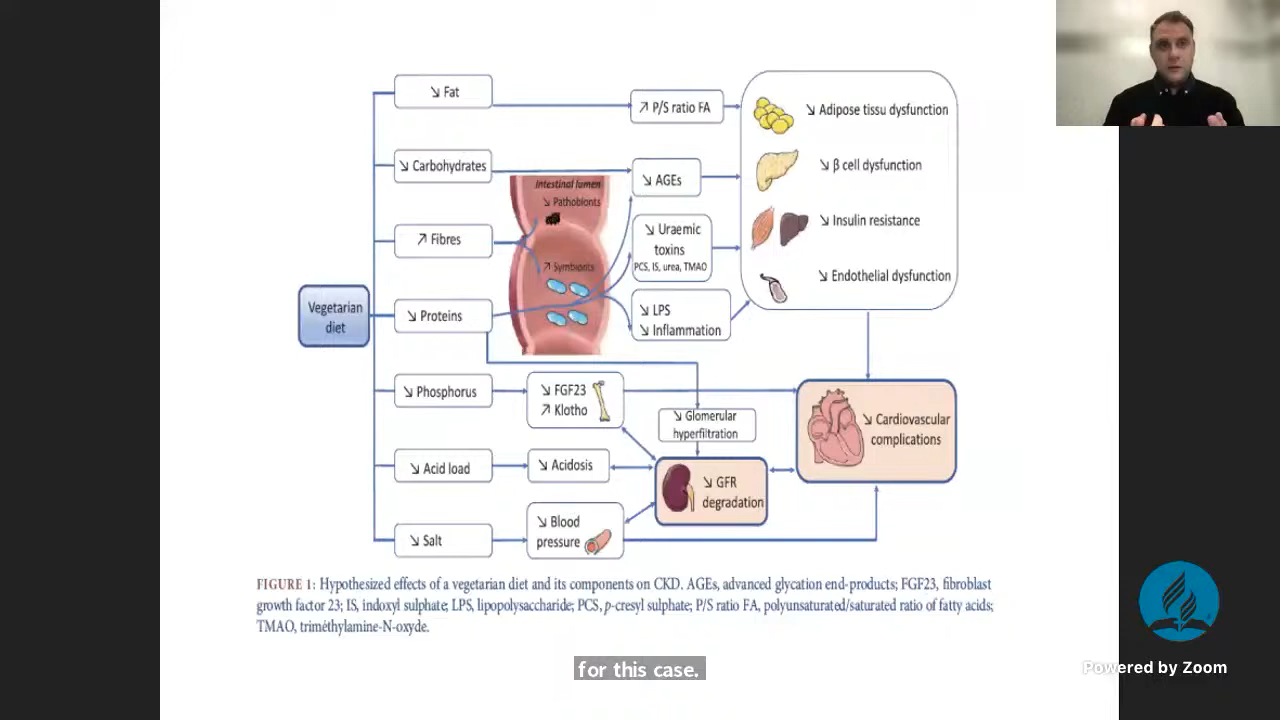 ↘ Fat
↗ P/S ratio FA
↘ Adipose tissu dysfunction
↘ Carbohydrates
↘ AGEs
↘ β cell dysfunction
Intestinal lumen
↘ Pathobionts
↗ Fibres
↘ Uraemic
toxins
PCS, IS, urea, TMAO
↘ Insulin resistance
↗ Symbionts
↘ Endothelial dysfunction
Vegetarian
diet
↘ Proteins
↘ LPS
↘ Inflammation
↘ Phosphorus
↘ FGF23
↗ Klotho
↘ Glomerular
hyperfiltration
↘ Cardiovascular
complications
↘ Acid load
↘ Acidosis
↘ GFR
degradation
↘ Salt
↘ Blood
pressure
FIGURE 1: Hypothesized effects of a vegetarian diet and its components on CKD. AGEs, advanced glycation end-products; FGF23, fibroblast
growth factor 23; IS, indoxyl sulphate; LPS, lipopolysaccharide; PCS, p-cresyl sulphate; P/S ratio FA, polyunsaturated/saturated ratio of fatty acids;
TMAO, triméthylamine-N-oxyde.
for this case.
Powered by Zoom